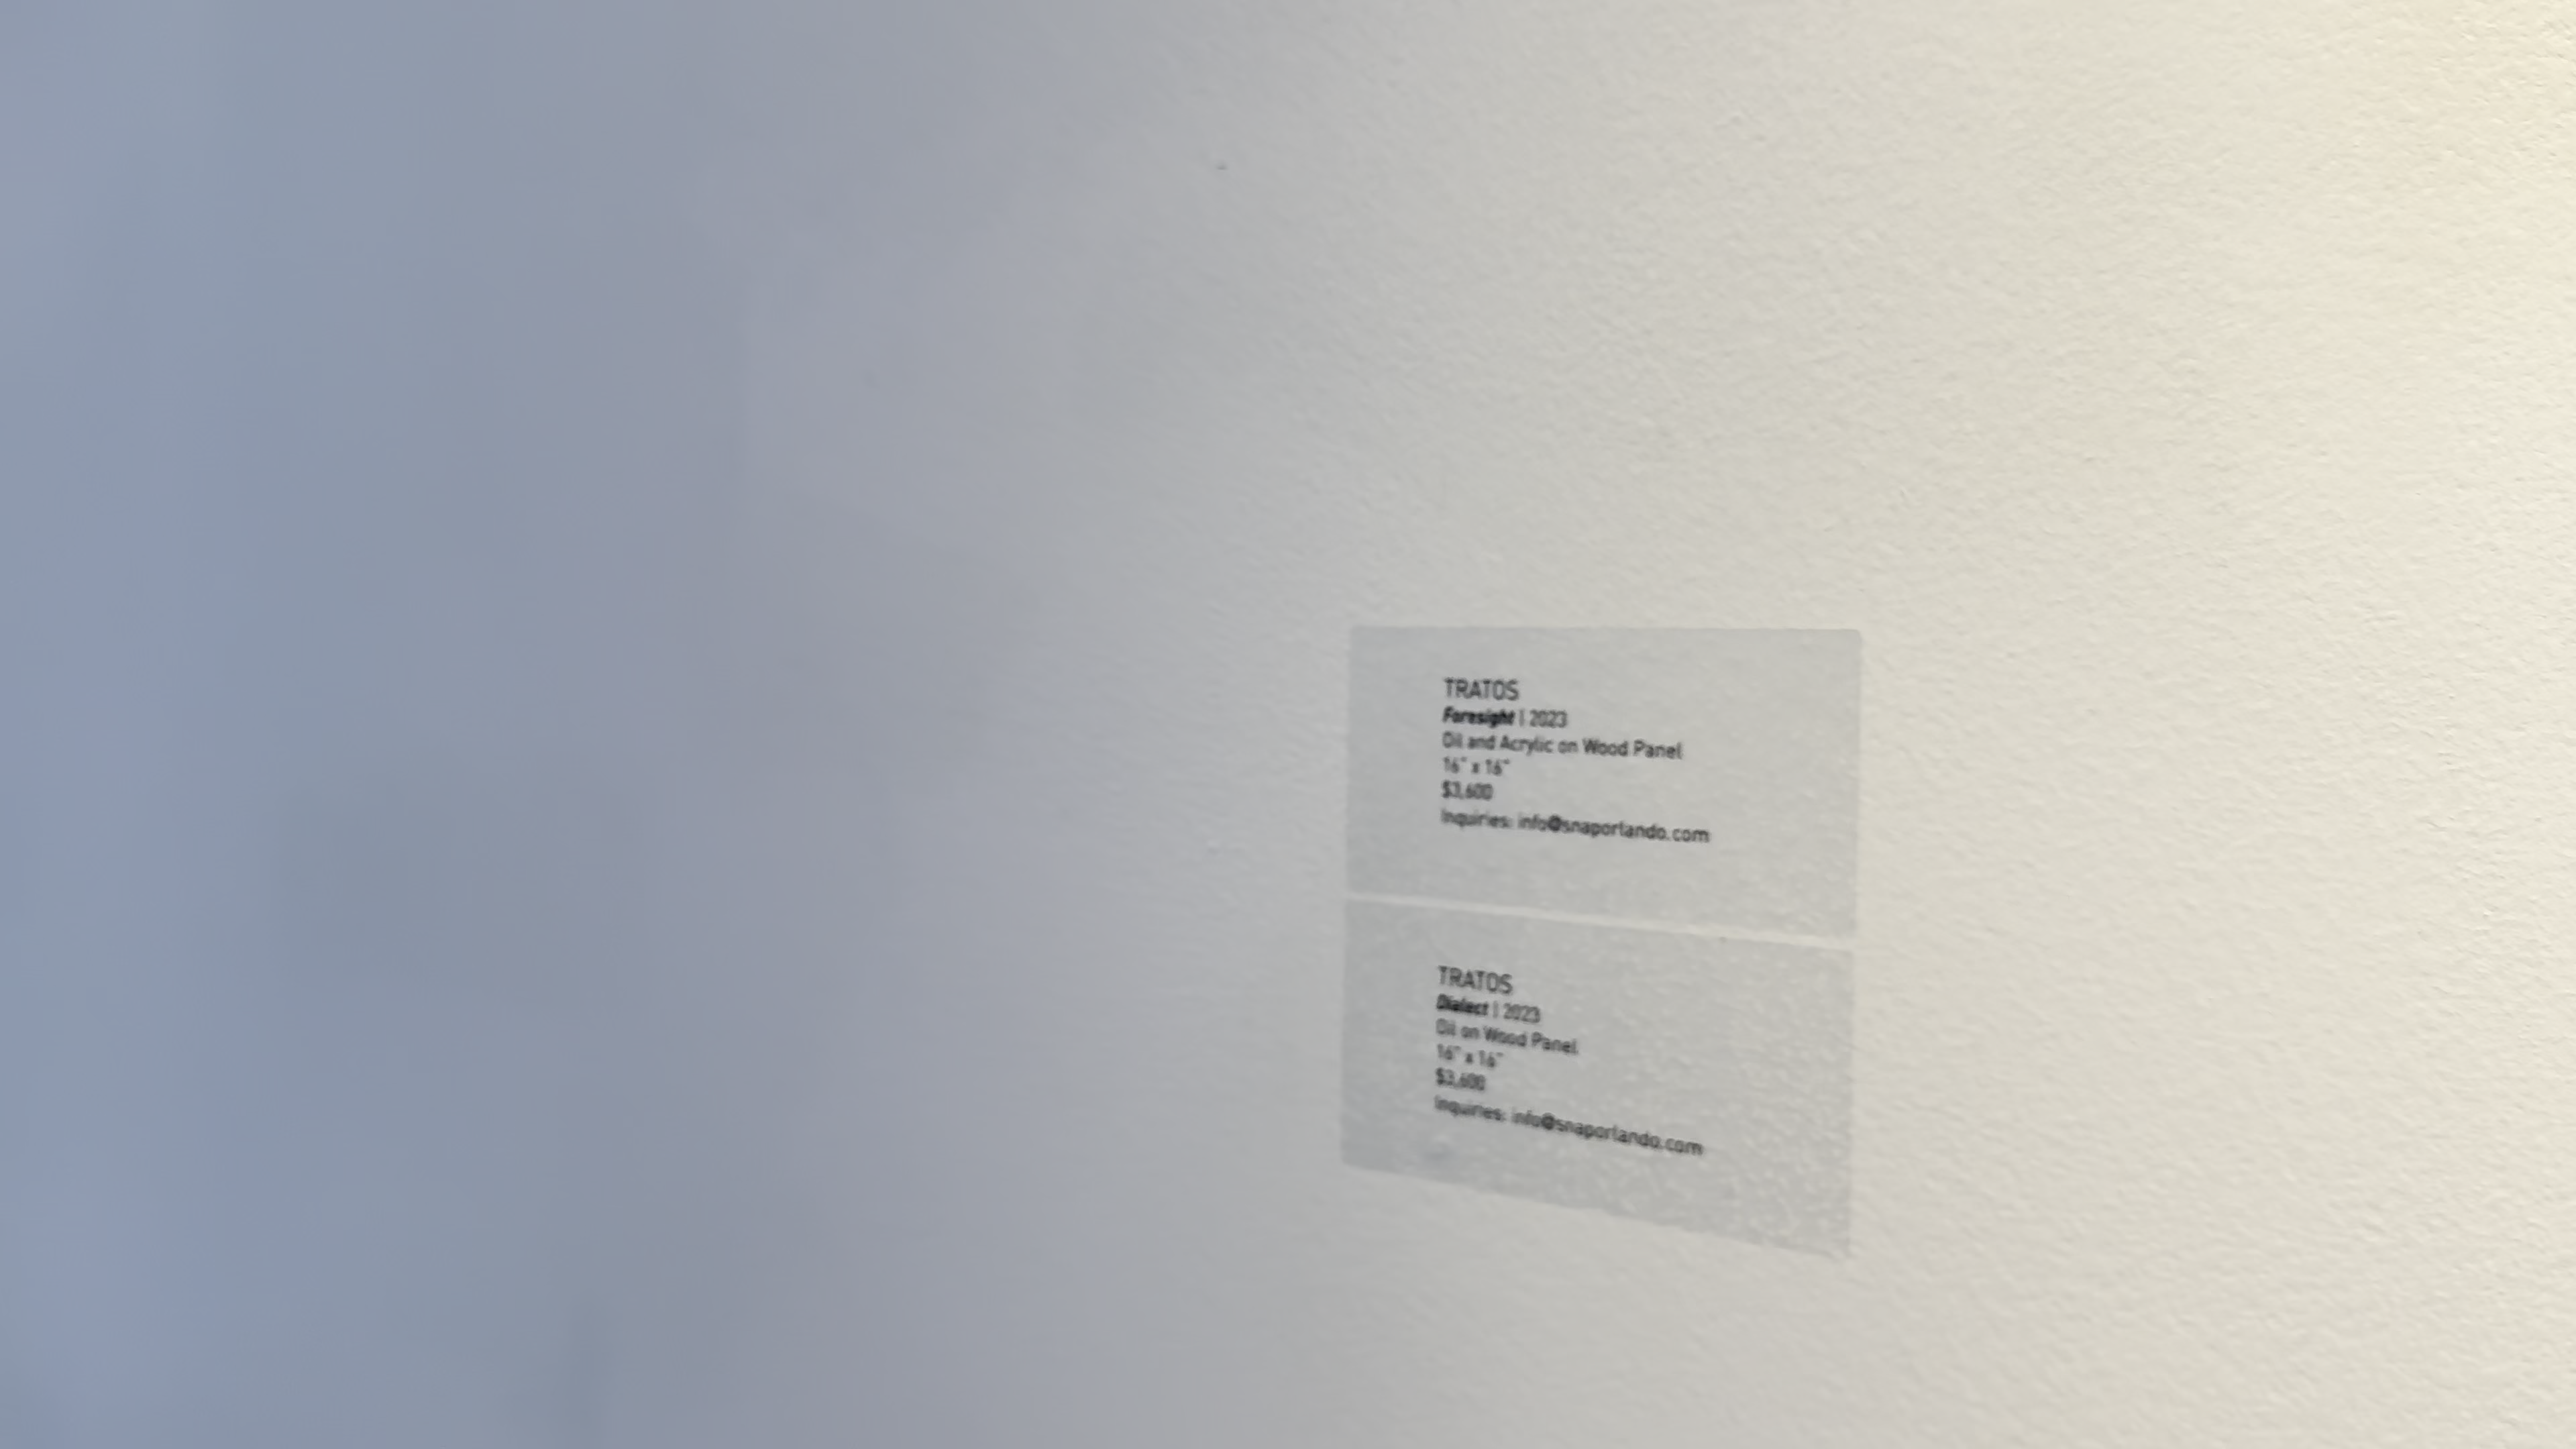 TRATOS
Foresight | 2023
Oil and Acrylic on Wood Panel
16" x 16"
$3,600
Inquiries: info@snaporlando.com
TRATOS
Dialect | 2023
Oil on Wood Panel
16" x 16"
$3,600
Inquiries: info@snaporlando.com